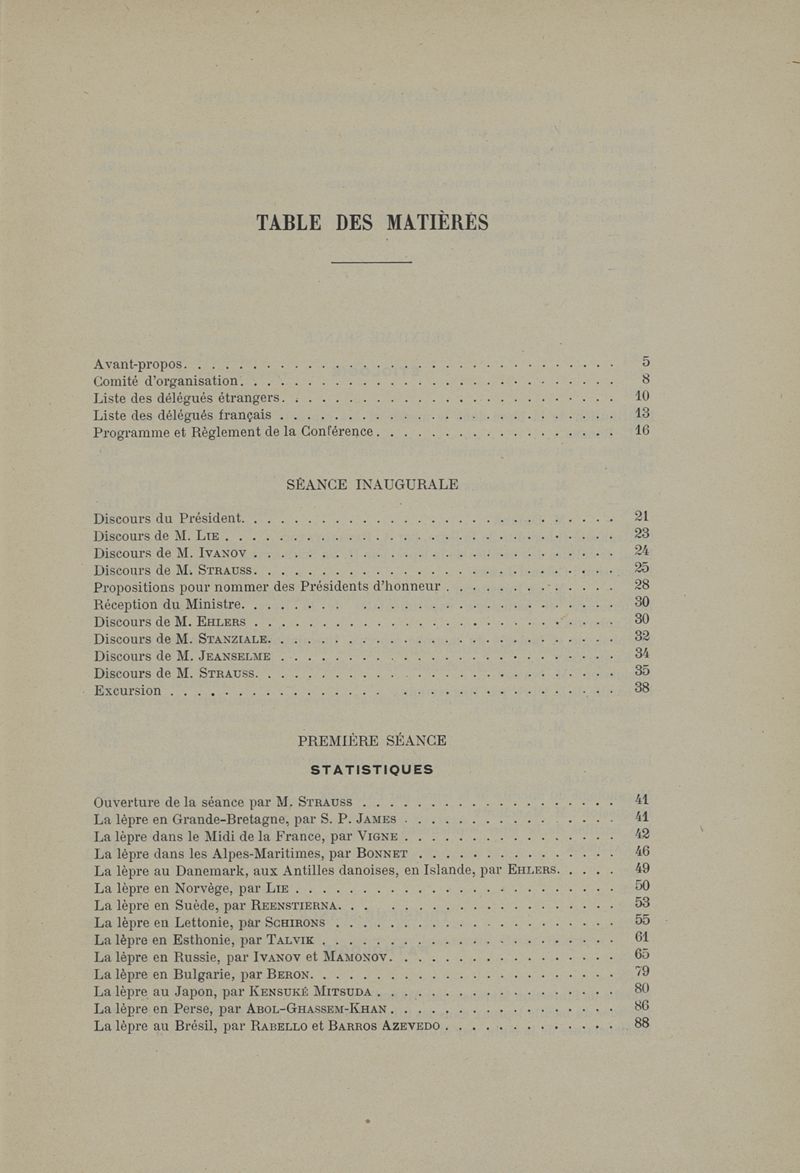 TABLE DES MATIÈRES
Avant-propos. . . . . . . . . . . . . . . . . . . . . . . . . . . . . . . . 5
Comité d'organisation. . . . . . . . . . . . . . . . . . . . . . . . . . . . 8
Liste des délégués étrangers. . . . . . . . . . . . . . . . . . . . . . . . . 10
Liste des délégués français . . . . . . . . . . . . . . . . . . . . . . . . . 13
Programme et Règlement de la Conférence. . . . . . . . . . . . . . . . . . 16
SÉANCE INAUGURALE
Discours du Président. . . . . . . . . . . . . . . . . . . . . . . . . . . . 21
Discours de M. LIE . . . . . . . . . . . . . . . . . . . . . . . . . . . . . 23
Discours de M. IVANOV . . . . . . . . . . . . . . . . . . . . . . . . . . . 24
Discours de M. STRAUSS. . . . . . . . . . . . . . . . . . . . . . . . . . . 25
Propositions pour nommer des Présidents d'honneur . . . . . . . . . . . . . 28
Réception du Ministre. . . . . . . . . . . . . . . . . . . . . . . . . . . 30
Discours de M. EHLERS . . . . . . . . . . . . . . . . . . . . . . . . . . . 30
Discours de M. STANZIALE. . . . . . . . . . . . . . . . . . . . . . . . . . 32
Discours de M. JEANSELME . . . . . . . . . . . . . . . . . . . . . . . . . 34
Discours de M. STRAUSS. . . . . . . . . . . . . . . . . . . . . . . . . . . 35
Excursion . . . . . . . . . . . . . . . . . . . . . . . . . . . . . . . . 38
PREMIÈRE SÉANCE
STATISTIQUES
Ouverture de la séance par M. STRAUSS . . . . . . . . . . . . . . . . . . . 41
La lèpre en Grande-Bretagne, par S. P. JAMES . . . . . . . . . . . . . . . . 41
La lèpre dans le Midi de la France, par VIGNE . . . . . . . . . . . . . . . . 42
La lèpre dans les Alpes-Maritimes, par BONNET . . . . . . . . . . . . . . . 46
La lèpre au Danemark, aux Antilles danoises, en Islande, par EHLERS. . . . . 49
La lèpre en Norvège, par LIE . . . . . . . . . . . . . . . . . . . . . . . . 50
La lèpre en Suède, par REENSTIERNA. . . . . . . . . . . . . . . . . . . . 53
La lèpre en Lettonie, par SCHIRONS . . . . . . . . . . . . . . . . . . . . . 55
La lèpre en Esthonie, par TALVIK . . . . . . . . . . . . . . . . . . . . . . 61
La lèpre en Russie, par IVANOV et MAMONOV. . . . . . . . . . . . . . . . . 65
La lèpre en Bulgarie, par BERON. . . . . . . . . . . . . . . . . . . . . . . 79
La lèpre au Japon, par KENSUKÉ MITSUDA . . . . . . . . . . . . . . . . . . 80
La lèpre en Perse, par ABOL-GHASSEM-KHAN . . . . . . . . . . . . . . . . . 86
La lèpre au Brésil, par RABELLO et BARROS AZEVEDO . . . . . . . . . . . . . 88